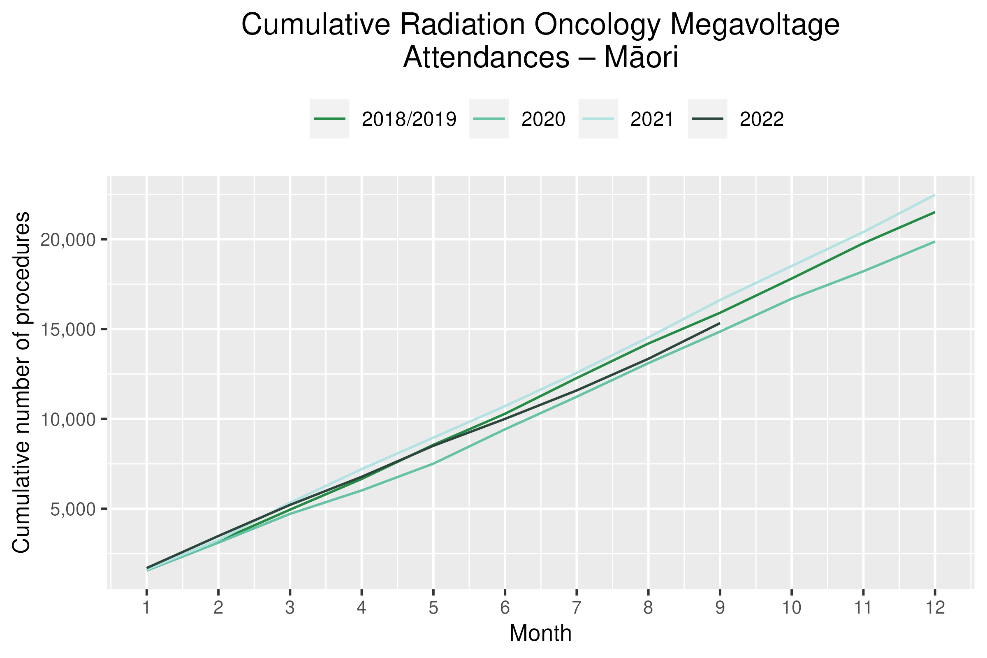 Cumulative Radiation Oncology Megavoltage
Attendances – Māori
2018/2019 2020 2021 2022
Cumulative number of procedures
20,000
15,000
10,000
5,000
1 2 3 4 5 6 7 8 9 10 11 12
Month